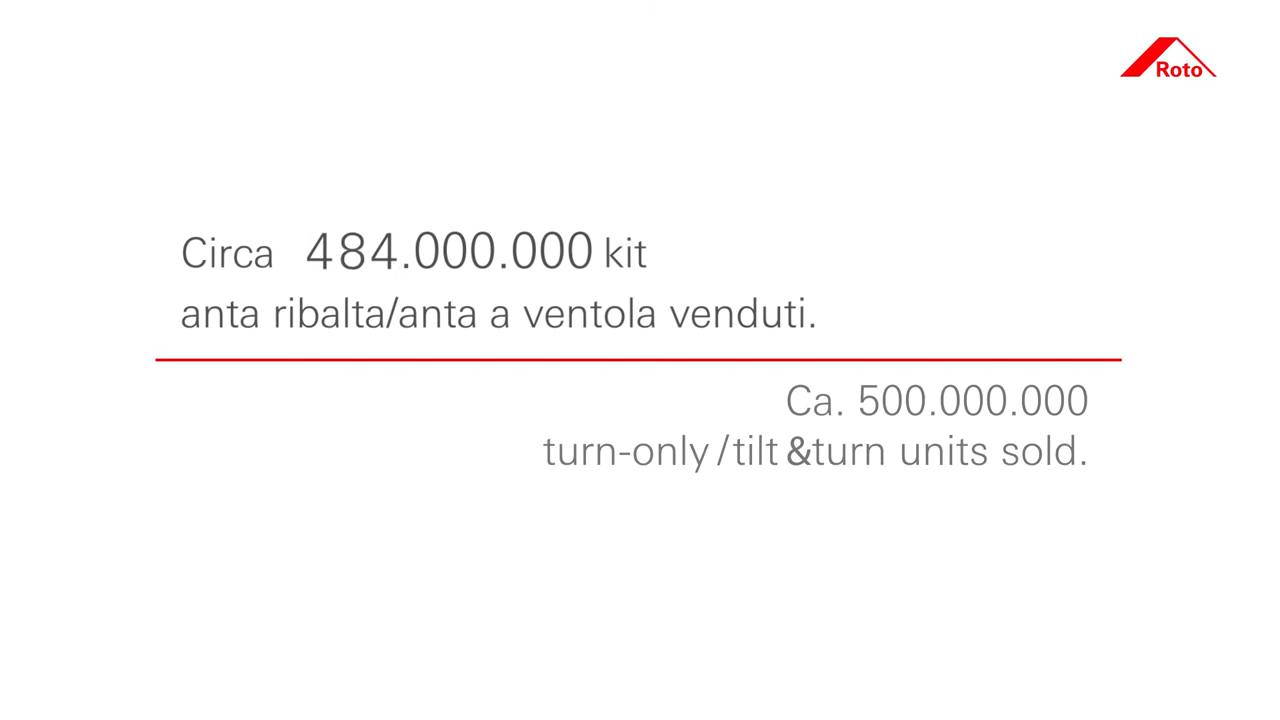 Roto
Circa 484.000.000 kit
anta ribalta/anta a ventola venduti.
Ca. 500.000.000
turn-only/tilt&turn units sold.